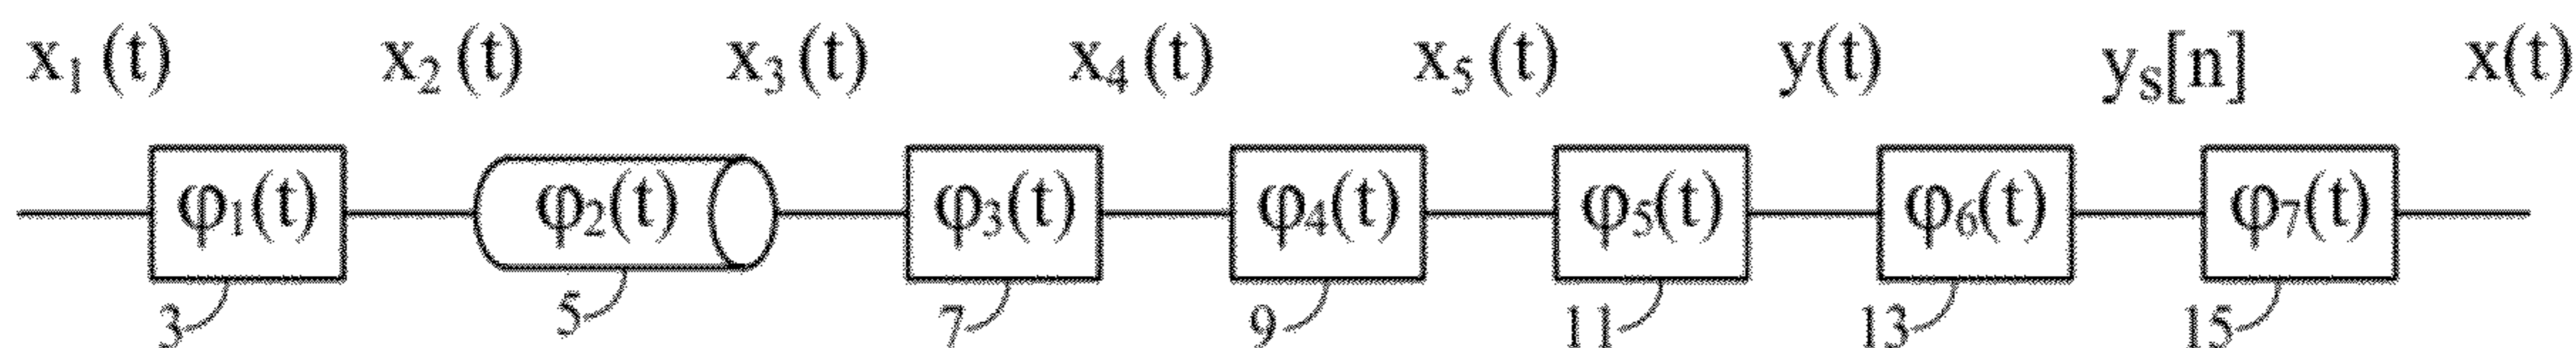 x₁ (t) x₂ (t) x₃ (t) x₄ (t) x₅ (t) y(t) yₛ[n] x(t)
φ₁(t) φ₂(t) φ₃(t) φ₄(t) φ₅(t) φ₆(t) φ₇(t)
3 5 7 9 11 13 15